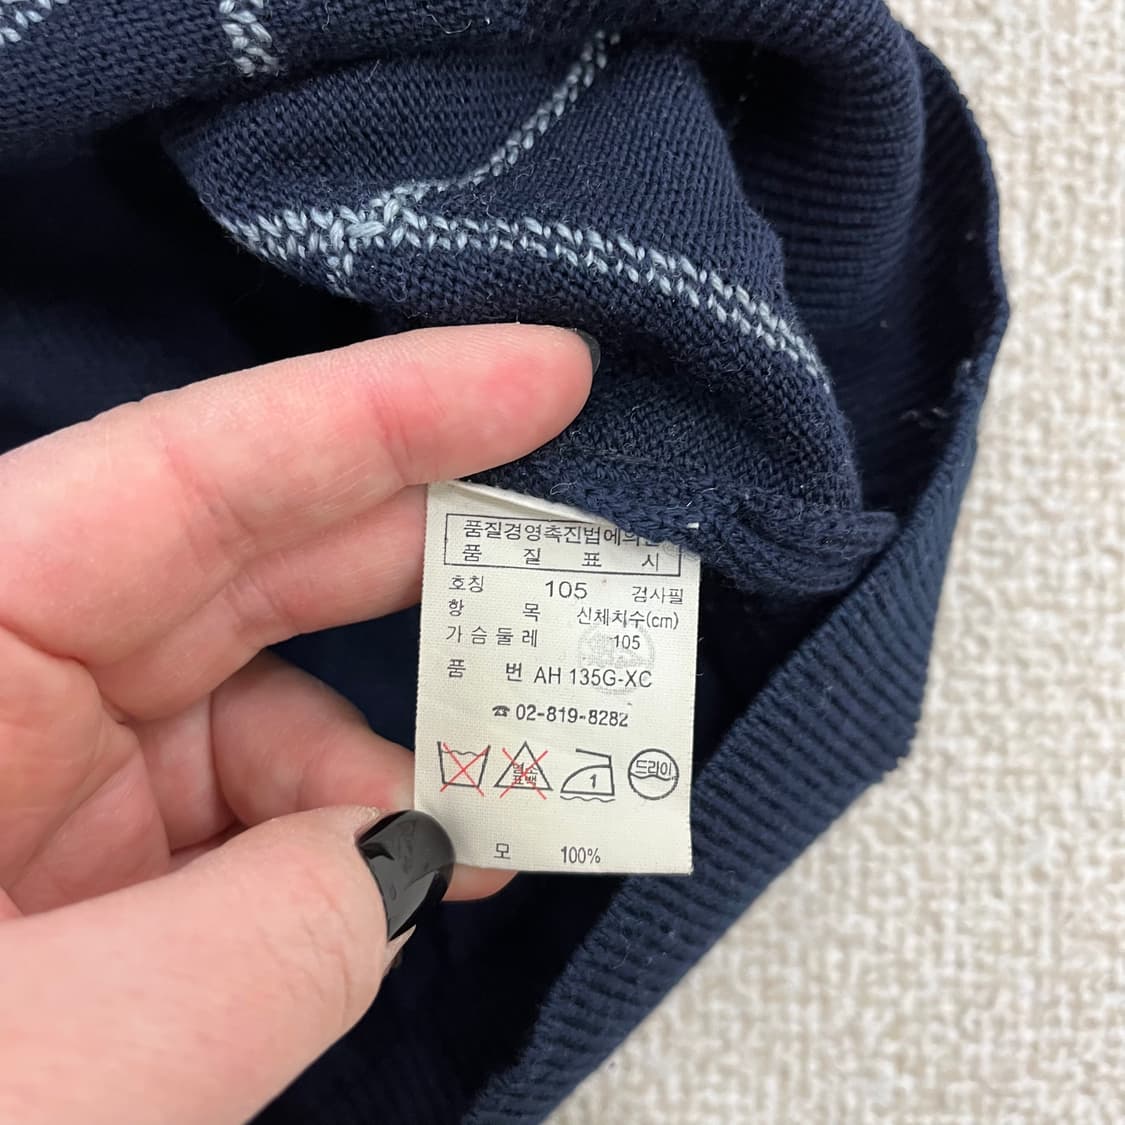 품질경영촉진법에의한
품 질 표 시
호칭 105 검사필
항 목 신체치수(cm)
가슴둘레 105
품 번 AH 135G-XC
☎ 02-819-8282
염소
표백
1
드라이
모 100%